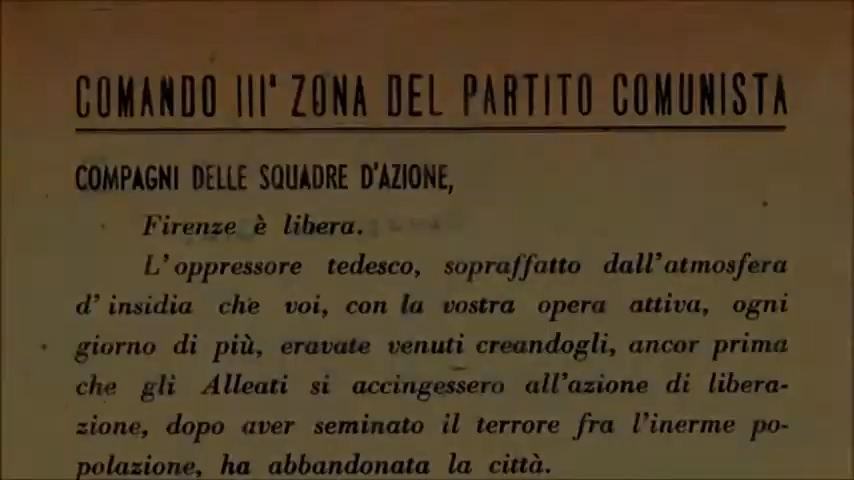 COMANDO IIIª ZONA DEL PARTITO COMUNISTA
COMPAGNI DELLE SQUADRE D'AZIONE,
Firenze è libera.
L'oppressore tedesco, sopraffatto dall'atmosfera
d'insidia che voi, con la vostra opera attiva, ogni
giorno di più, eravate venuti creandogli, ancor prima
che gli Alleati si accingessero all'azione di libera-
zione, dopo aver seminato il terrore fra l'inerme po-
polazione, ha abbandonata la città.